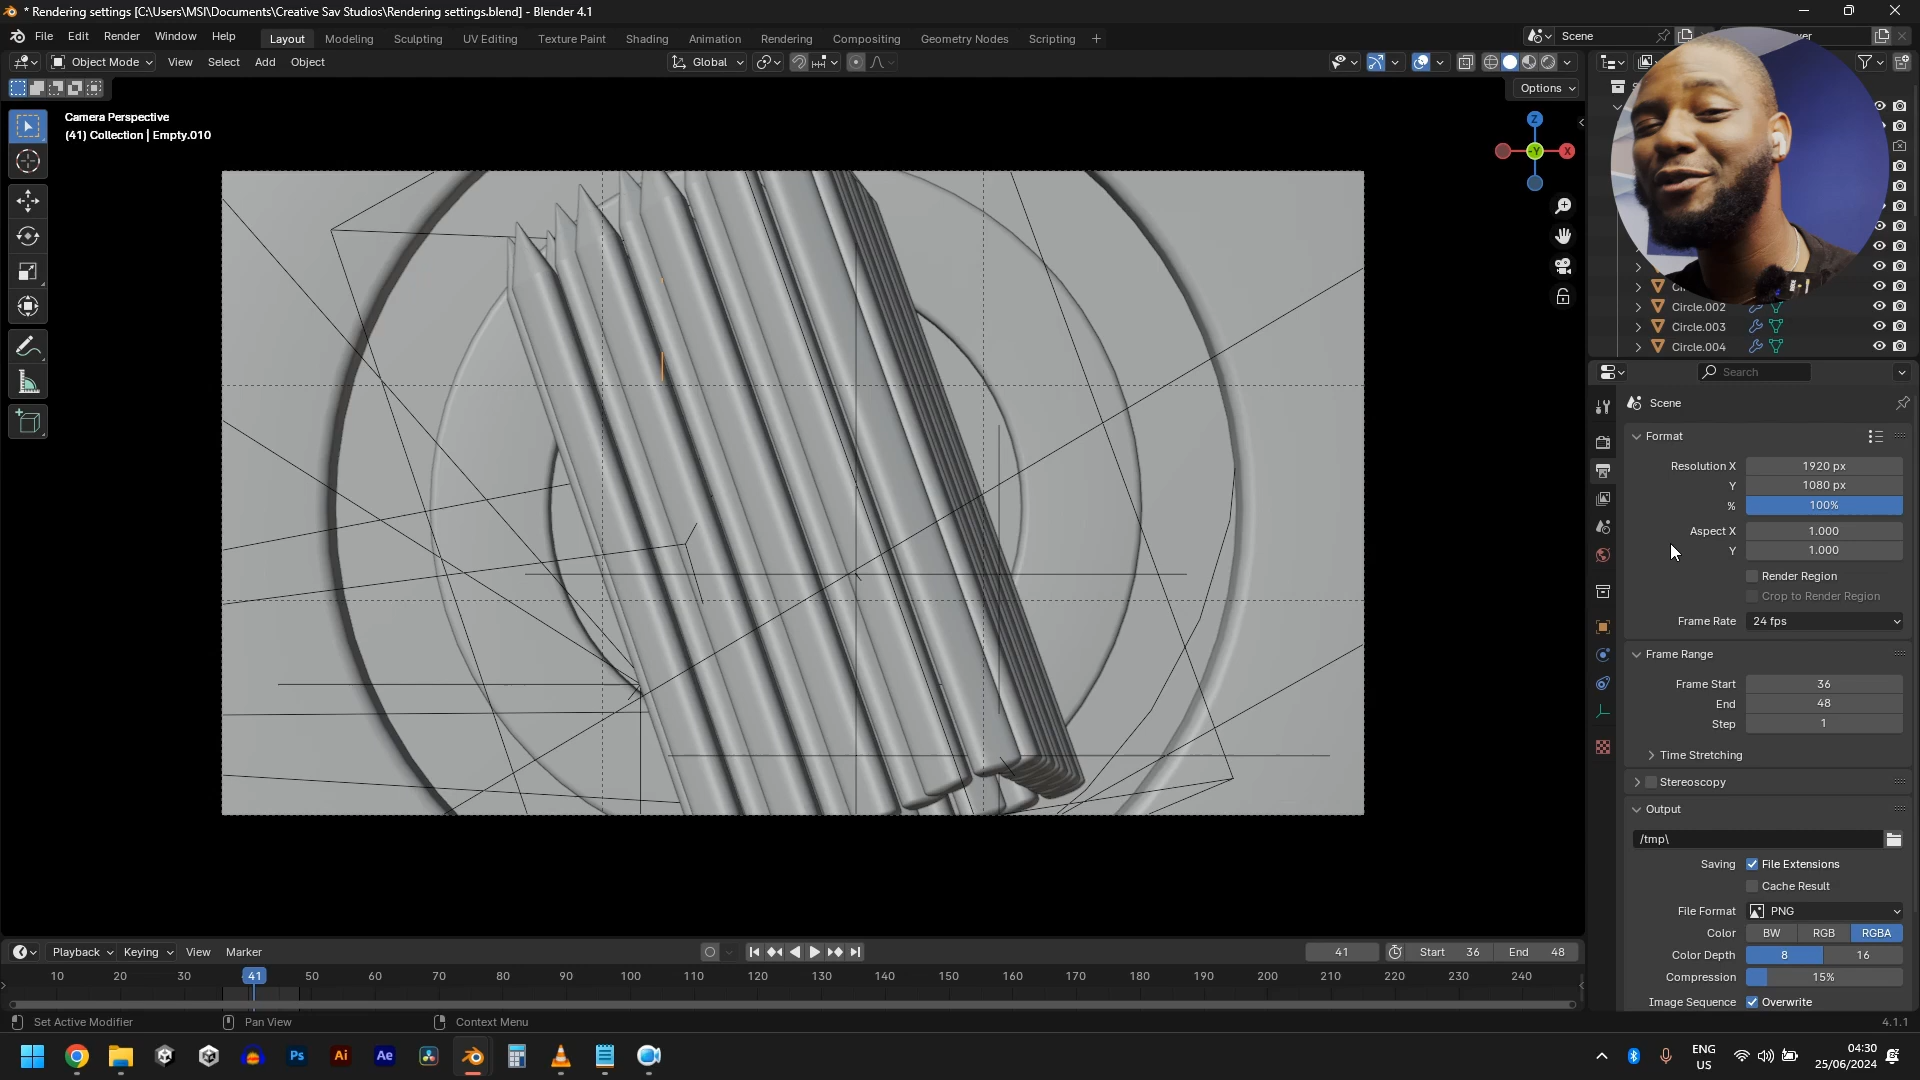 * Rendering settings [C:\Users\MSI\Documents\Creative Sav Studios\Rendering settings.blend] - Blender 4.1
File Edit Render Window Help Layout Modeling Sculpting UV Editing Texture Paint Shading Animation Rendering Compositing Geometry Nodes Scripting + Scene
Object Mode View Select Add Object Global
Options
Camera Perspective
(41) Collection | Empty.010
Z
-Y X
Circle.002
Circle.003
Circle.004
Search
Scene
Format
Resolution X 1920 px
Y 1080 px
% 100%
Aspect X 1.000
Y 1.000
Render Region
Crop to Render Region
Frame Rate 24 fps
Frame Range
Frame Start 36
End 48
Step 1
Time Stretching
Stereoscopy
Output
/tmp\
Saving File Extensions
Cache Result
File Format PNG
Color BW RGB RGBA
Color Depth 8 16
Compression 15%
Image Sequence Overwrite
Playback Keying View Marker 41 Start 36 End 48
10 20 30 41 50 60 70 80 90 100 110 120 130 140 150 160 170 180 190 200 210 220 230 240
Set Active Modifier Pan View Context Menu 4.1.1
Ps Ai Ae
ENG
US
04:30
25/06/2024